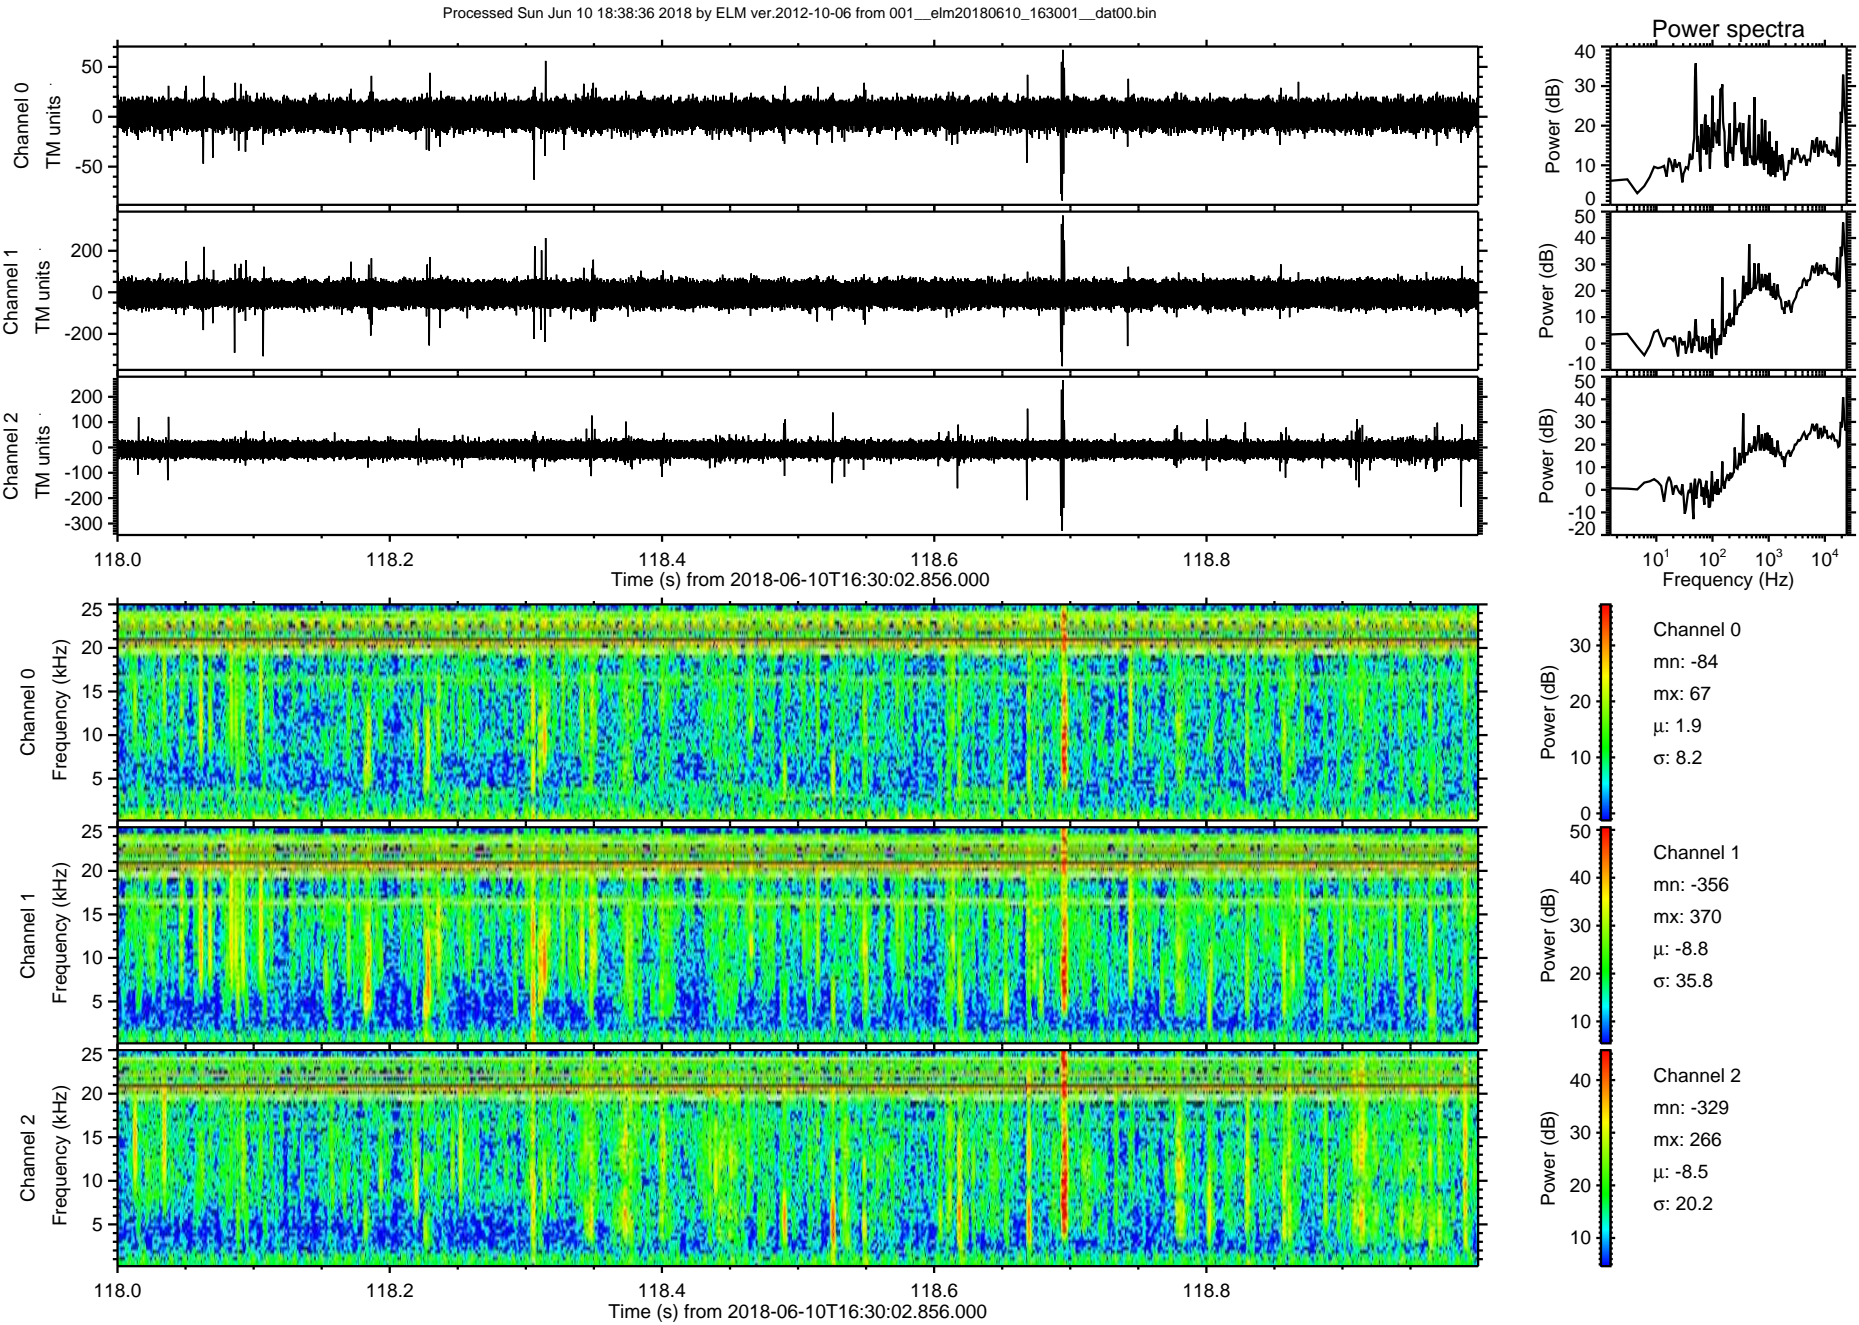 Processed Sun Jun 10 18:38:36 2018 by ELM ver.2012-10-06 from 001__elm20180610_163001__dat00.bin
Power spectra
Channel 0
TM units
50
0
-50
Power (dB)
40
30
20
10
0
Channel 1
TM units
200
0
-200
Power (dB)
50
40
30
20
10
0
-10
Channel 2
TM units
200
100
0
-100
-200
-300
Power (dB)
50
40
30
20
10
0
-10
-20
118.0 118.2 118.4 118.6 118.8
Time (s) from 2018-06-10T16:30:02.856.000
10^1 10^2 10^3 10^4
Frequency (Hz)
Channel 0
Frequency (kHz)
25
20
15
10
5
Power (dB)
30
20
10
0
Channel 0
mn: -84
mx: 67
µ: 1.9
σ: 8.2
Channel 1
Frequency (kHz)
25
20
15
10
5
Power (dB)
50
40
30
20
10
Channel 1
mn: -356
mx: 370
µ: -8.8
σ: 35.8
Channel 2
Frequency (kHz)
25
20
15
10
5
Power (dB)
40
30
20
10
Channel 2
mn: -329
mx: 266
µ: -8.5
σ: 20.2
118.0 118.2 118.4 118.6 118.8
Time (s) from 2018-06-10T16:30:02.856.000